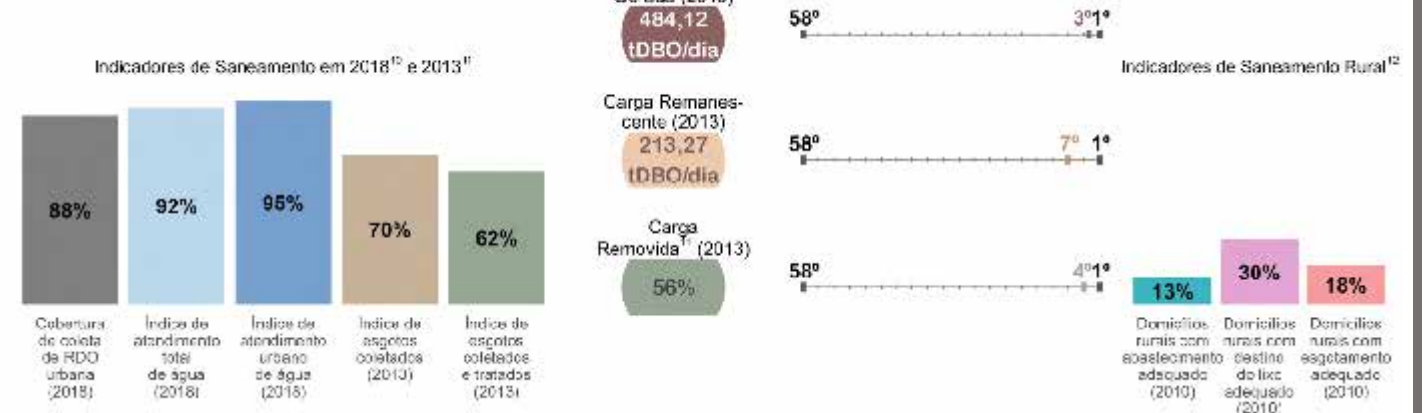 484,12
tDBO/dia
58º
3º1º
Indicadores de Saneamento em 2018¹⁰ e 2013¹¹
Indicadores de Saneamento Rural¹²
Carga Remanes-
cente (2013)
213,27
tDBO/dia
58º
7º 1º
88%
92%
95%
70%
62%
Carga
Removida¹¹ (2013)
56%
58º
4º1º
13%
30%
18%
Cobertura
de coleta
de RDO
urbana
(2018)
Índice de
atendimento
total
de água
(2018)
Índice de
atendimento
urbano
de água
(2018)
Índice de
esgotos
coletados
(2013)
Índice de
esgotos
coletados
e tratados
(2013)
Domicílios
rurais com
abastecimento
adequado
(2010)
Domicílios
rurais com
destino
do lixo
adequado
(2010)
Domicílios
rurais com
esgotamento
adequado
(2010)